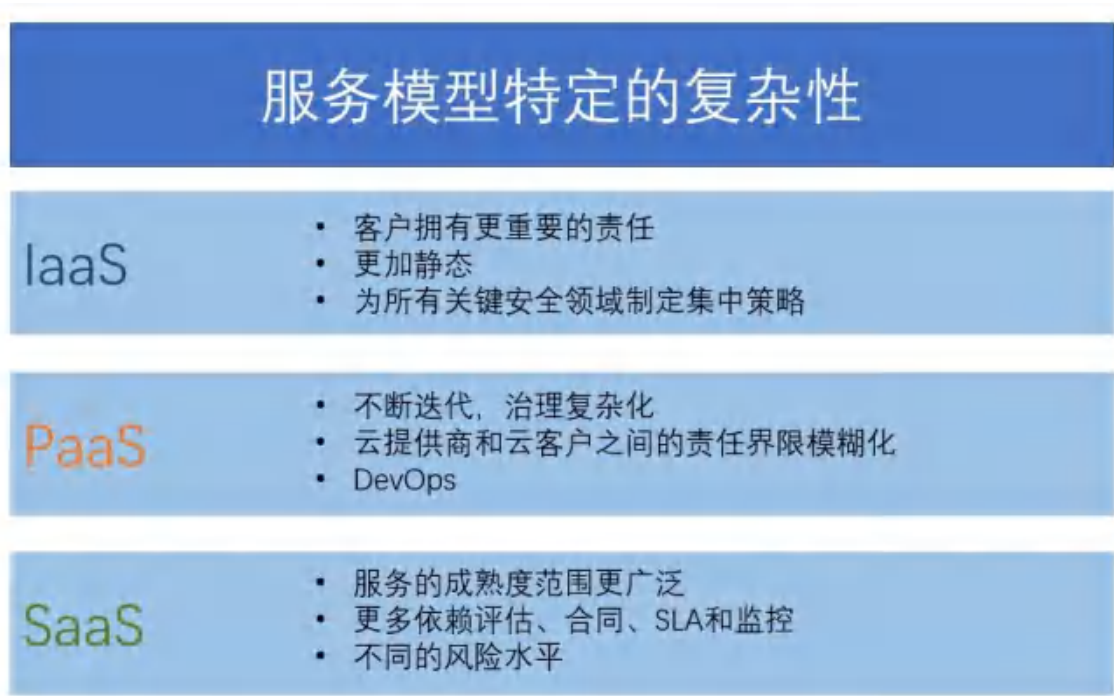 服务模型特定的复杂性
IaaS
• 客户拥有更重要的责任
• 更加静态
• 为所有关键安全领域制定集中策略
PaaS
• 不断迭代，治理复杂化
• 云提供商和云客户之间的责任界限模糊化
• DevOps
SaaS
• 服务的成熟度范围更广泛
• 更多依赖评估、合同、SLA和监控
• 不同的风险水平